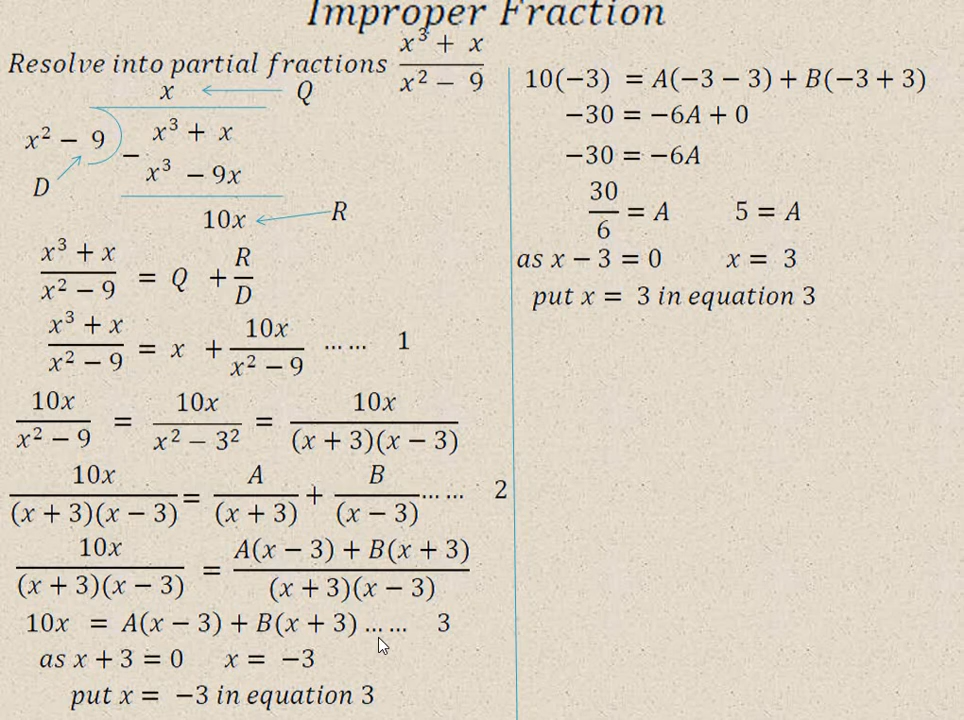 Improper Fraction
Resolve into partial fractions (x³ + x)/(x² − 9)
x ← Q
x² − 9 ) x³ + x
− x³ − 9x
D
10x ← R
(x³ + x)/(x² − 9) = Q + R/D
(x³ + x)/(x² − 9) = x + 10x/(x² − 9) ... ... 1
10x/(x² − 9) = 10x/(x² − 3²) = 10x/((x + 3)(x − 3))
10x/((x + 3)(x − 3)) = A/(x + 3) + B/(x − 3) ... ... 2
10x/((x + 3)(x − 3)) = (A(x − 3) + B(x + 3))/((x + 3)(x − 3))
10x = A(x − 3) + B(x + 3) ... ... 3
as x + 3 = 0 x = −3
put x = −3 in equation 3
10(−3) = A(−3 − 3) + B(−3 + 3)
−30 = −6A + 0
−30 = −6A
30/6 = A 5 = A
as x − 3 = 0 x = 3
put x = 3 in equation 3